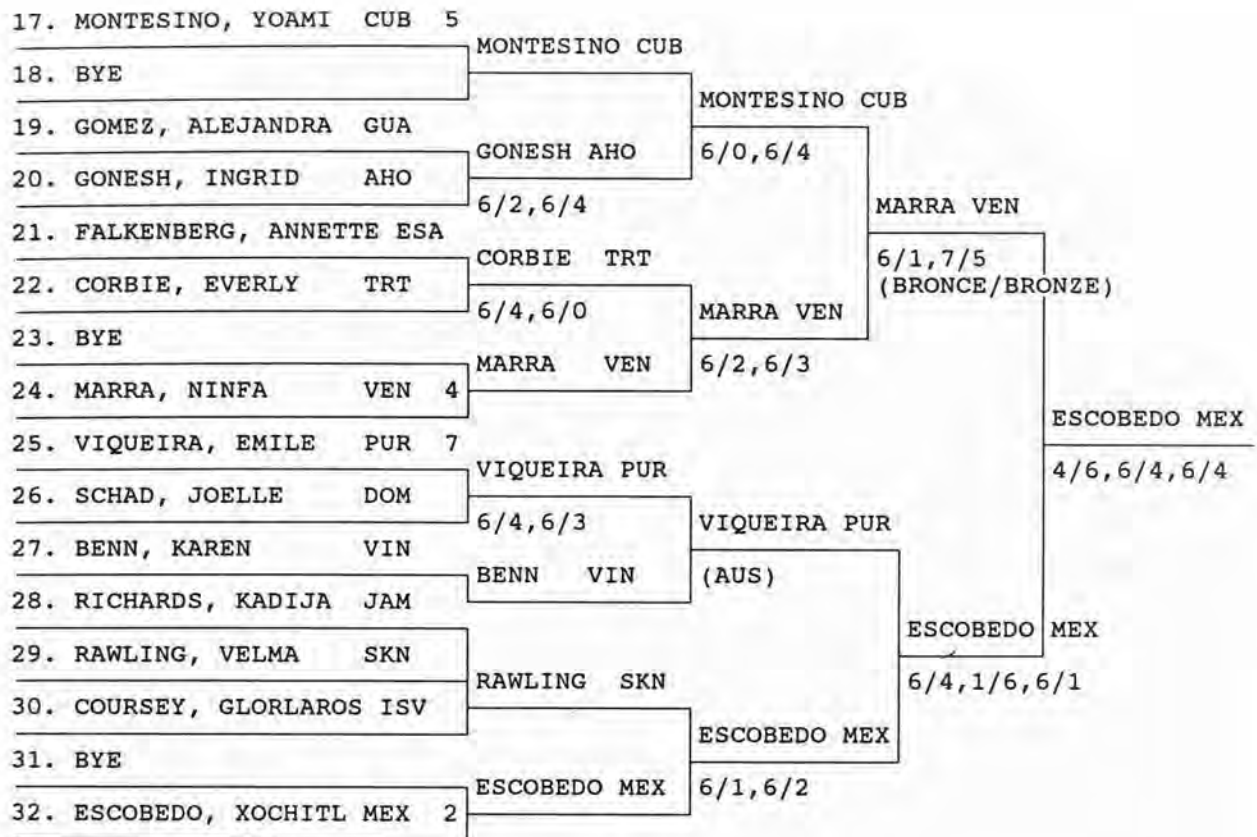 17. MONTESINO, YOAMI CUB 5
MONTESINO CUB
18. BYE
MONTESINO CUB
19. GOMEZ, ALEJANDRA GUA
GONESH AHO
6/0,6/4
20. GONESH, INGRID AHO
6/2,6/4
MARRA VEN
21. FALKENBERG, ANNETTE ESA
CORBIE TRT
6/1,7/5
22. CORBIE, EVERLY TRT
(BRONCE/BRONZE)
6/4,6/0
MARRA VEN
23. BYE
MARRA VEN
6/2,6/3
24. MARRA, NINFA VEN 4
ESCOBEDO MEX
25. VIQUEIRA, EMILE PUR 7
VIQUEIRA PUR
4/6,6/4,6/4
26. SCHAD, JOELLE DOM
6/4,6/3
VIQUEIRA PUR
27. BENN, KAREN VIN
BENN VIN
(AUS)
28. RICHARDS, KADIJA JAM
ESCOBEDO MEX
29. RAWLING, VELMA SKN
RAWLING SKN
6/4,1/6,6/1
30. COURSEY, GLORLAROS ISV
ESCOBEDO MEX
31. BYE
ESCOBEDO MEX
6/1,6/2
32. ESCOBEDO, XOCHITL MEX 2